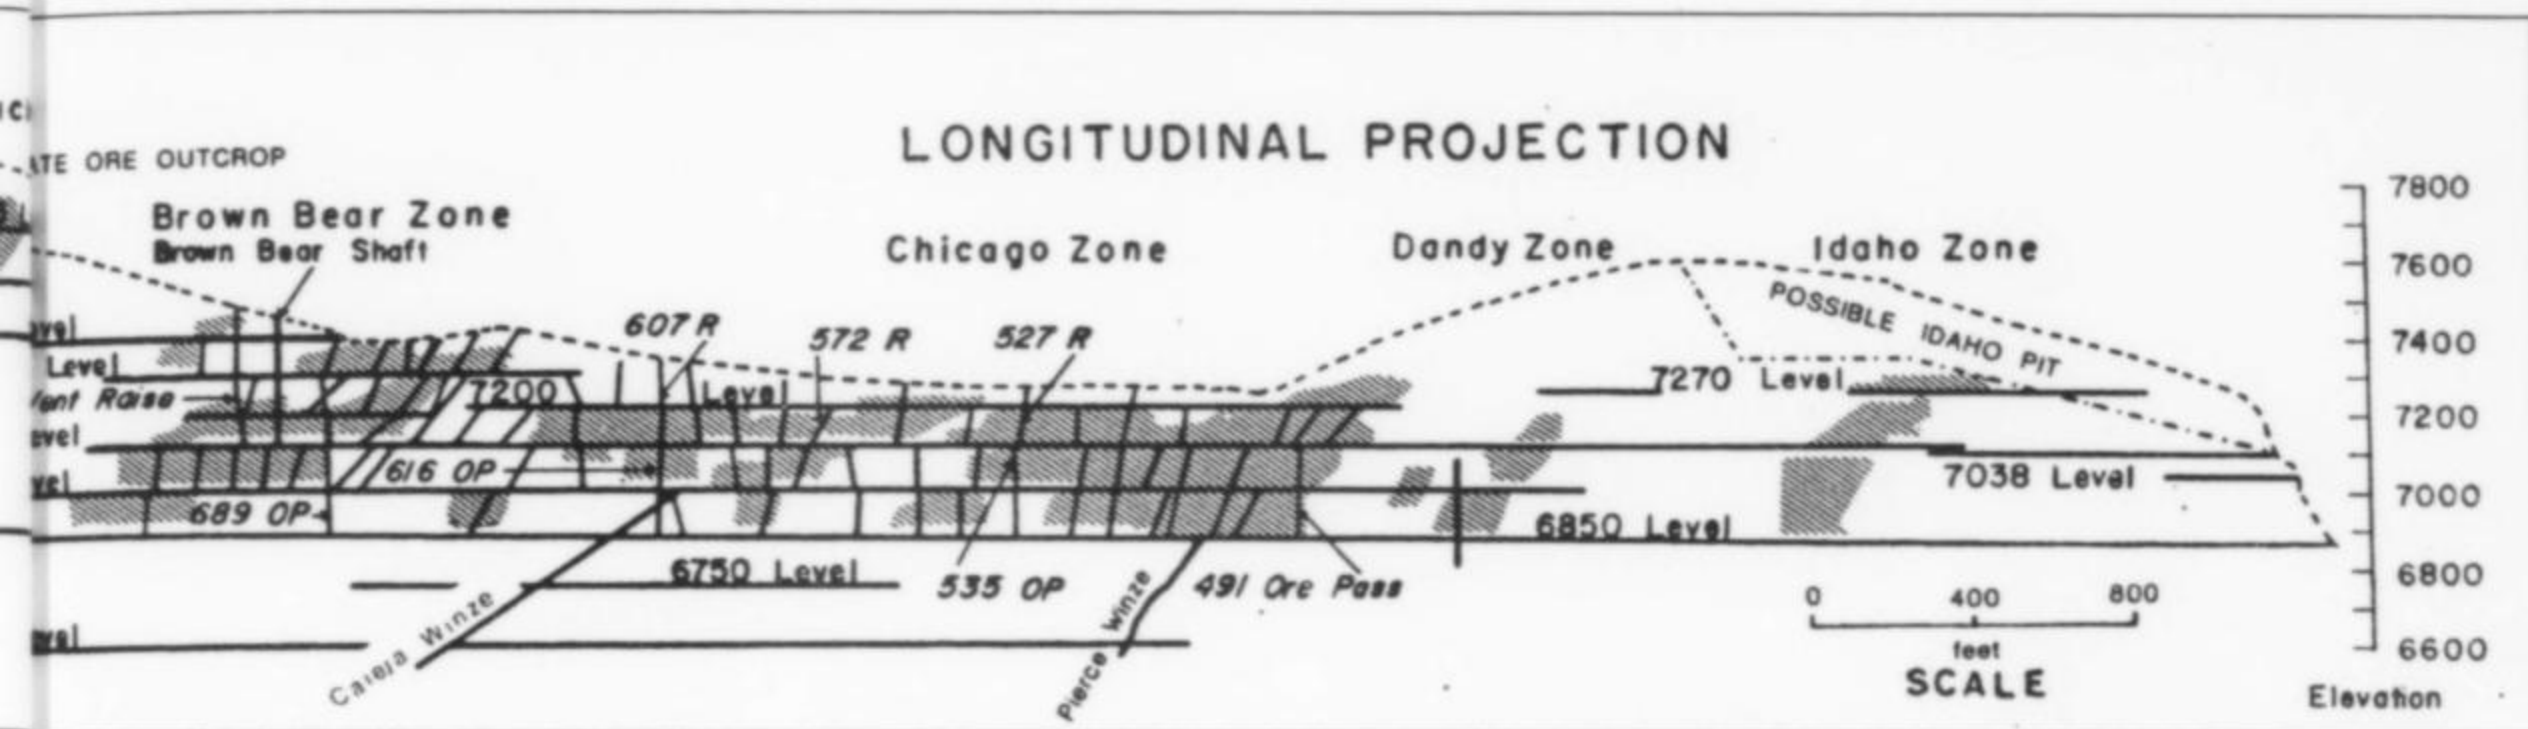 LONGITUDINAL PROJECTION
ATE ORE OUTCROP
Brown Bear Zone
Brown Bear Shaft
Chicago Zone
Dandy Zone
Idaho Zone
POSSIBLE IDAHO PIT
607 R
572 R
527 R
Level
7200 Level
7270 Level
Vent Raise
616 OP
7038 Level
689 OP
6850 Level
6750 Level
535 OP
491 Ore Pass
Winze
Pierce Winze
7800
7600
7400
7200
7000
6800
6600
Elevation
0 400 800
feet
SCALE